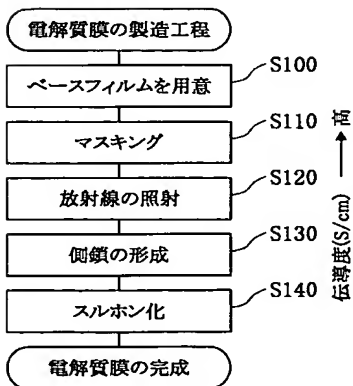 電解質膜の製造工程
ベースフィルムを用意
S100
マスキング
S110
放射線の照射
S120
側鎖の形成
S130
スルホン化
S140
電解質膜の完成
伝導度(S/cm) → 高